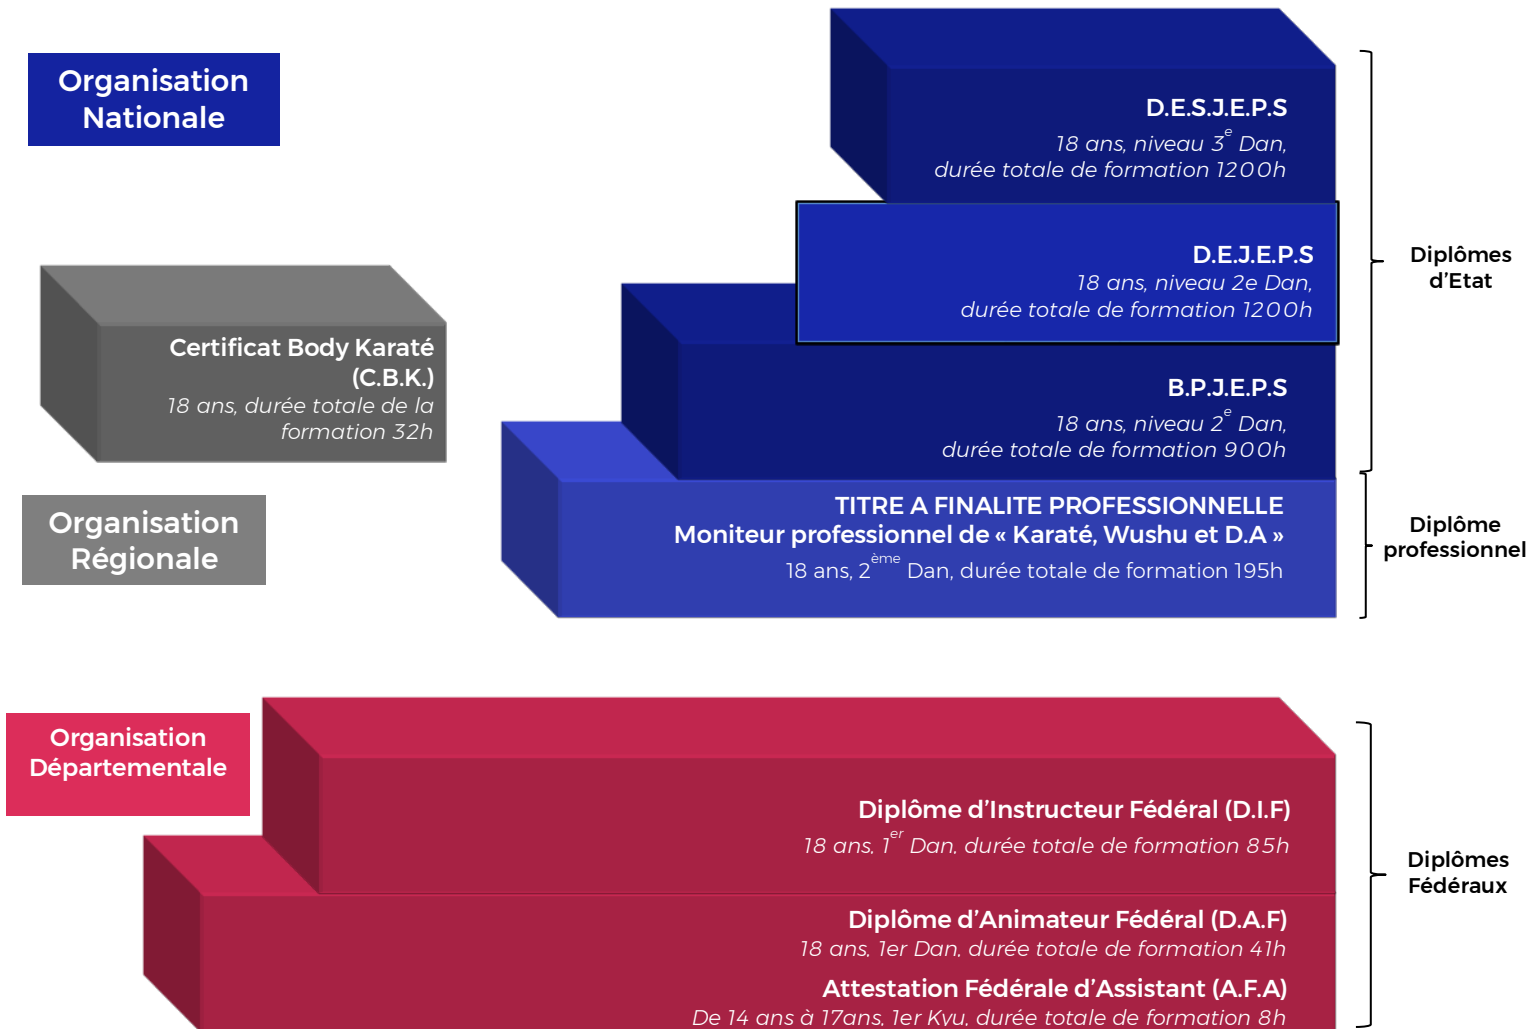 Organisation
Nationale
D.E.S.J.E.P.S
18 ans, niveau 3e Dan,
durée totale de formation 1200h
D.E.J.E.P.S
18 ans, niveau 2e Dan,
durée totale de formation 1200h
Diplômes
d’Etat
Certificat Body Karaté
(C.B.K.)
18 ans, durée totale de la
formation 32h
B.P.J.E.P.S
18 ans, niveau 2e Dan,
durée totale de formation 900h
Organisation
Régionale
TITRE A FINALITE PROFESSIONNELLE
Moniteur professionnel de « Karaté, Wushu et D.A »
18 ans, 2ème Dan, durée totale de formation 195h
Diplôme
professionnel
Organisation
Départementale
Diplôme d’Instructeur Fédéral (D.I.F)
18 ans, 1er Dan, durée totale de formation 85h
Diplômes
Fédéraux
Diplôme d’Animateur Fédéral (D.A.F)
18 ans, 1er Dan, durée totale de formation 41h
Attestation Fédérale d’Assistant (A.F.A)
De 14 ans à 17ans, 1er Kyu, durée totale de formation 8h